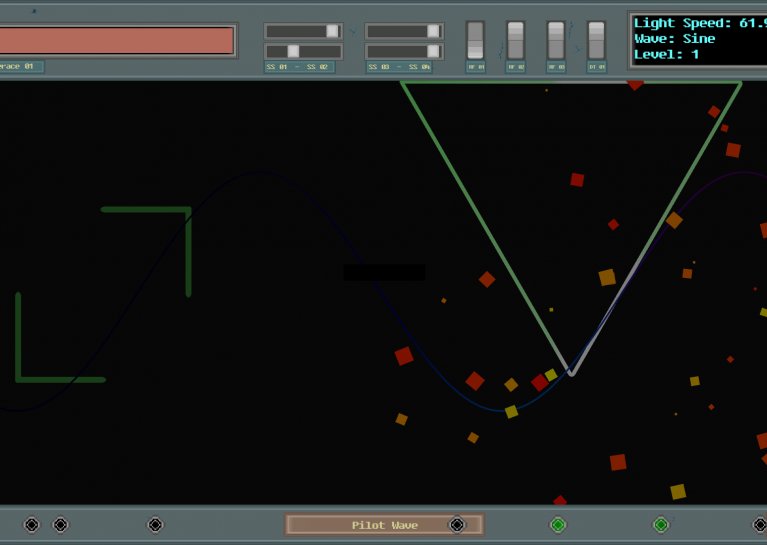 Light Speed: 61.9
Wave: Sine
Level: 1
erace 01
SS 01 - SS 02
SS 03 - SS 04
Pilot Wave